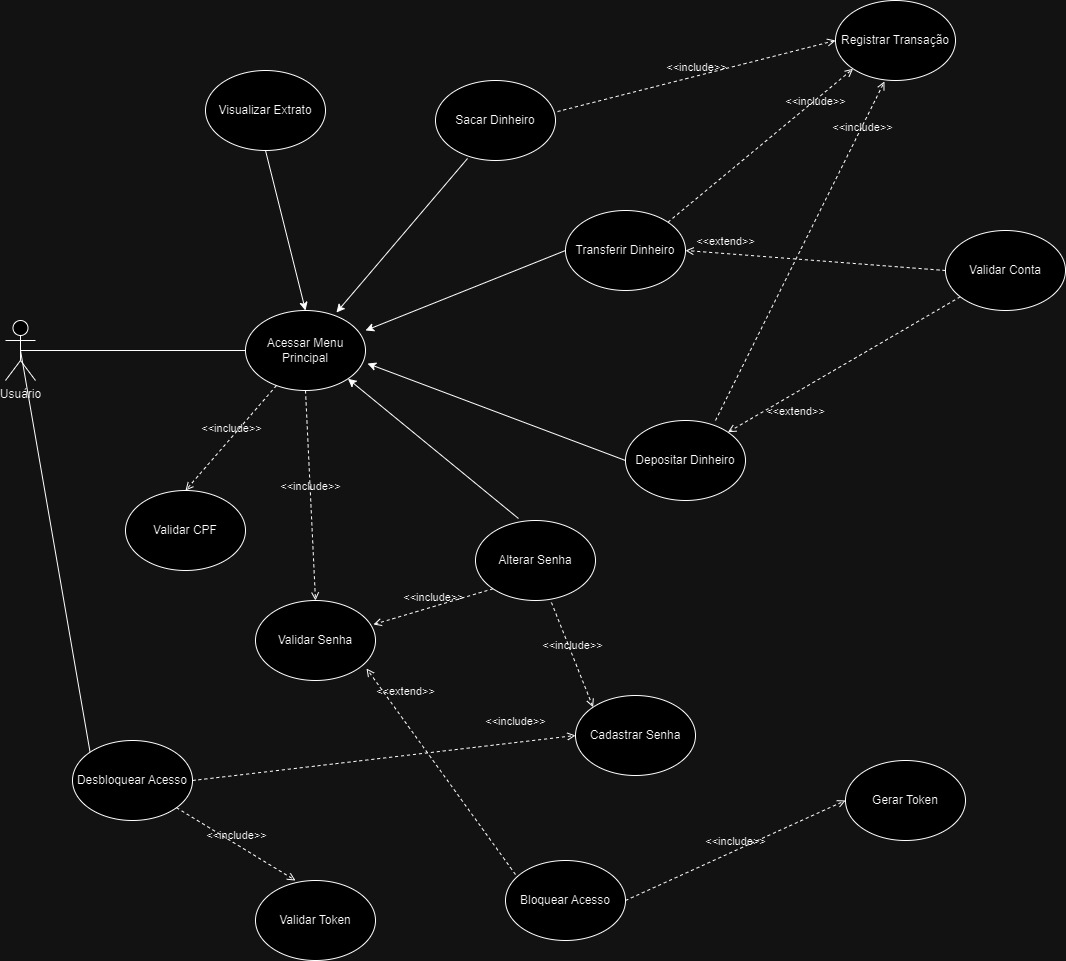 Registrar Transação
<<include>>
Visualizar Extrato
Sacar Dinheiro
<<include>>
<<include>>
Transferir Dinheiro
<<extend>>
Validar Conta
Acessar Menu
Principal
Usuário
<<include>>
<<extend>>
Depositar Dinheiro
<<include>>
Validar CPF
Alterar Senha
<<include>>
Validar Senha
<<include>>
<<extend>>
<<include>>
Cadastrar Senha
Desbloquear Acesso
Gerar Token
<<include>>
<<include>>
Bloquear Acesso
Validar Token